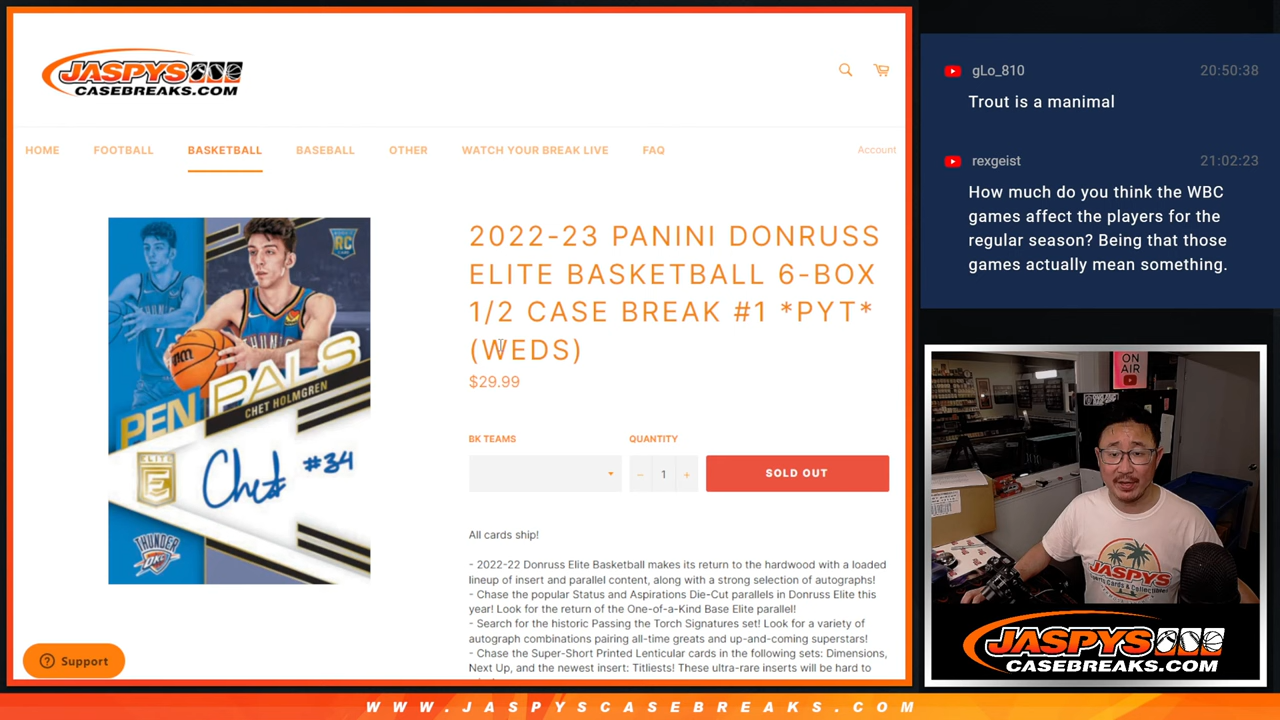 JASPYS
CASEBREAKS.COM
HOME FOOTBALL BASKETBALL BASEBALL OTHER WATCH YOUR BREAK LIVE FAQ Account
RC
PEN PALS
CHET HOLMGREN
ELITE
E
Chet #34
THUNDER
OKC
2022-23 PANINI DONRUSS
ELITE BASKETBALL 6-BOX
1/2 CASE BREAK #1 *PYT*
(WEDS)
$29.99
BK TEAMS QUANTITY
− 1 + SOLD OUT
All cards ship!
- 2022-22 Donruss Elite Basketball makes its return to the hardwood with a loaded
lineup of insert and parallel content, along with a strong selection of autographs!
- Chase the popular Status and Aspirations Die-Cut parallels in Donruss Elite this
year! Look for the return of the One-of-a-Kind Base Elite parallel!
- Search for the historic Passing the Torch Signatures set! Look for a variety of
autograph combinations pairing all-time greats and up-and-coming superstars!
- Chase the Super-Short Printed Lenticular cards in the following sets: Dimensions,
Next Up, and the newest insert: Titliests! These ultra-rare inserts will be hard to
Support
gLo_810 20:50:38
Trout is a manimal
rexgeist 21:02:23
How much do you think the WBC
games affect the players for the
regular season? Being that those
games actually mean something.
ON
AIR
JASPYS
JASPYS
CASEBREAKS.COM
WWW.JASPYSCASEBREAKS.COM